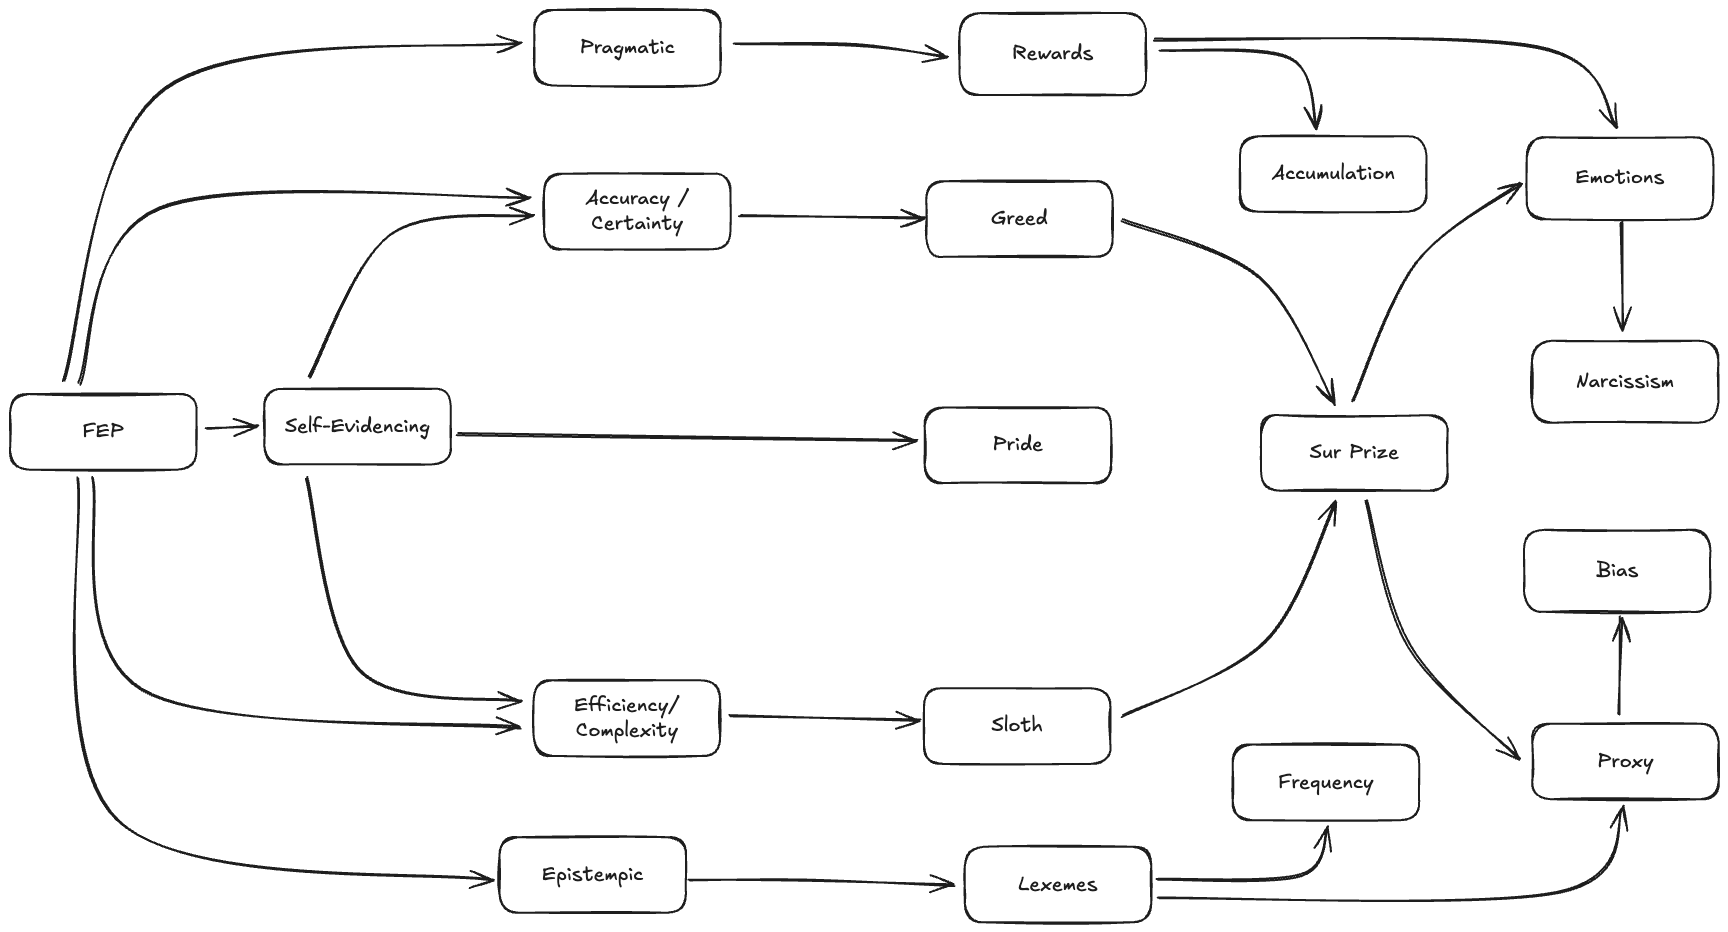 Pragmatic
Rewards
Accumulation
Emotions
Accuracy /
Certainty
Greed
Narcissism
FEP
Self-Evidencing
Pride
Sur Prize
Bias
Efficiency/
Complexity
Sloth
Frequency
Proxy
Epistempic
Lexemes